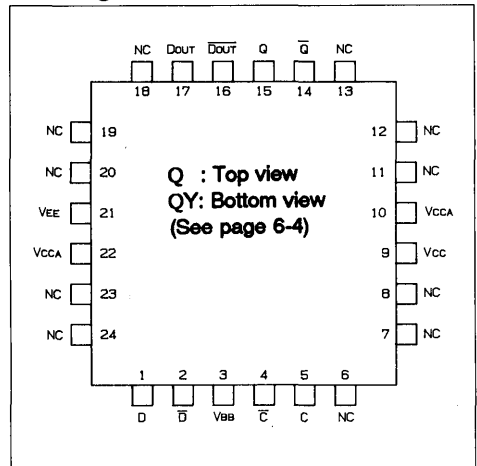 NC DOUT D̅O̅U̅T̅ Q Q̅ NC
18 17 16 15 14 13
NC 19 12 NC
NC 20 11 NC
VEE 21 10 VCCA
VCCA 22 9 VCC
NC 23 8 NC
NC 24 7 NC
Q : Top view
QY: Bottom view
(See page 6-4)
1 2 3 4 5 6
D D̅ VBB C̅ C NC